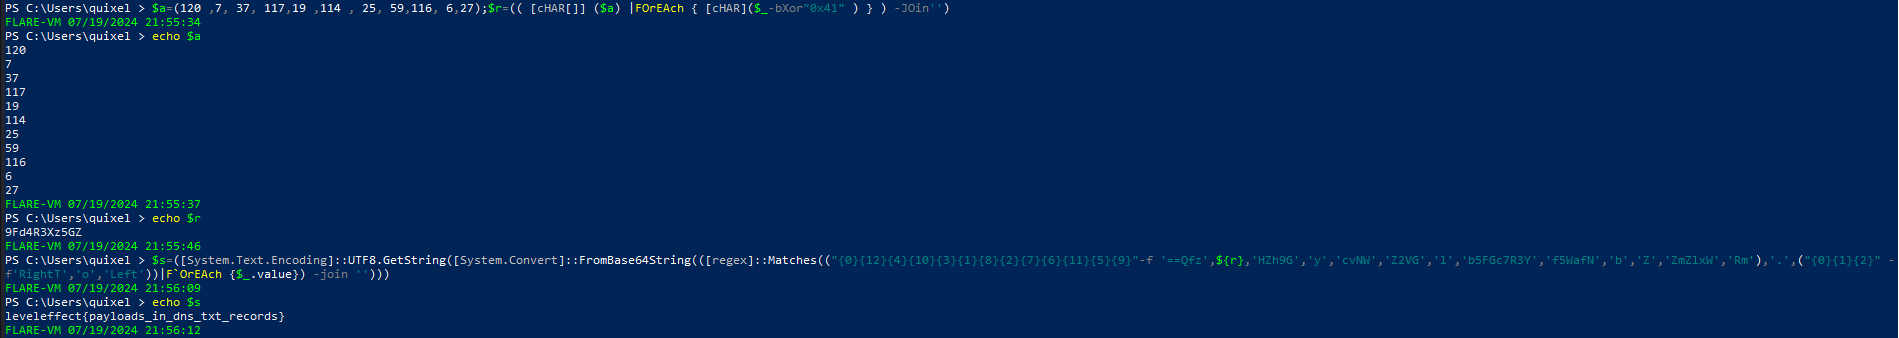 PS C:\Users\quixel > $a=(120 ,7, 37, 117,19 ,114 , 25, 59,116, 6,27);$r=(( [cHAR[]] ($a) |FOrEAch { [cHAR]($_-bXor"0x41" ) } ) -JOin'')
FLARE-VM 07/19/2024 21:55:34
PS C:\Users\quixel > echo $a
120
7
37
117
19
114
25
59
116
6
27
FLARE-VM 07/19/2024 21:55:37
PS C:\Users\quixel > echo $r
9Fd4R3Xz5GZ
FLARE-VM 07/19/2024 21:55:46
PS C:\Users\quixel > $s=([System.Text.Encoding]::UTF8.GetString([System.Convert]::FromBase64String(([regex]::Matches(("{0}{12}{4}{10}{3}{1}{8}{2}{7}{6}{11}{5}{9}"-f '==Qfz',${r},'HZh9G','y','cvNW','Z2VG','l','b5FGc7R3Y','f5WafN','b','Z','ZmZlxW','Rm'),'.',("{0}{1}{2}" -
f'RightT','o','Left'))|F`OrEAch {$_.value}) -join '')))
FLARE-VM 07/19/2024 21:56:09
PS C:\Users\quixel > echo $s
leveleffect{payloads_in_dns_txt_records}
FLARE-VM 07/19/2024 21:56:12